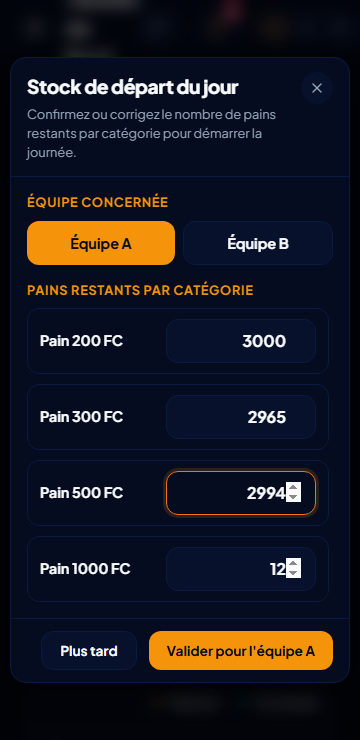 Stock de départ du jour
Confirmez ou corrigez le nombre de pains
restants par catégorie pour démarrer la
journée.
ÉQUIPE CONCERNÉE
Équipe A
Équipe B
PAINS RESTANTS PAR CATÉGORIE
Pain 200 FC
3000
Pain 300 FC
2965
Pain 500 FC
2994
Pain 1000 FC
12
Plus tard
Valider pour l'équipe A